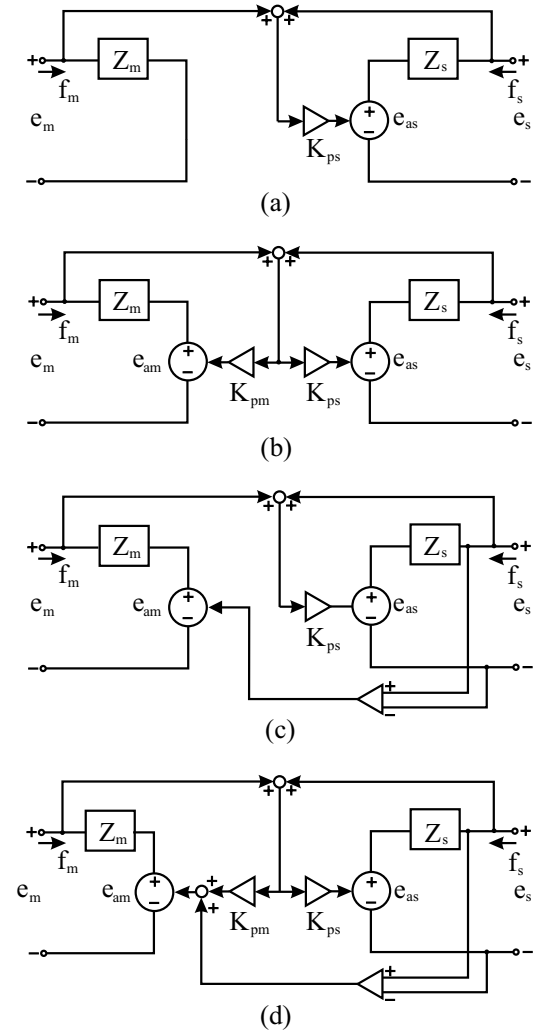 + + + +
Z_m Z_s
f_m f_s
+
e_m e_as e_s
−
K_ps
− −
(a)
+ + + +
Z_m Z_s
f_m f_s
+ +
e_m e_am e_as e_s
− −
K_pm K_ps
− −
(b)
+ + + +
Z_m Z_s
f_m f_s
+ +
e_m e_am e_as e_s
− −
K_ps
− −
+
−
(c)
+ + + +
Z_m Z_s
f_m f_s
+ + +
e_m e_am e_as e_s
− + −
K_pm K_ps
− −
+
−
(d)